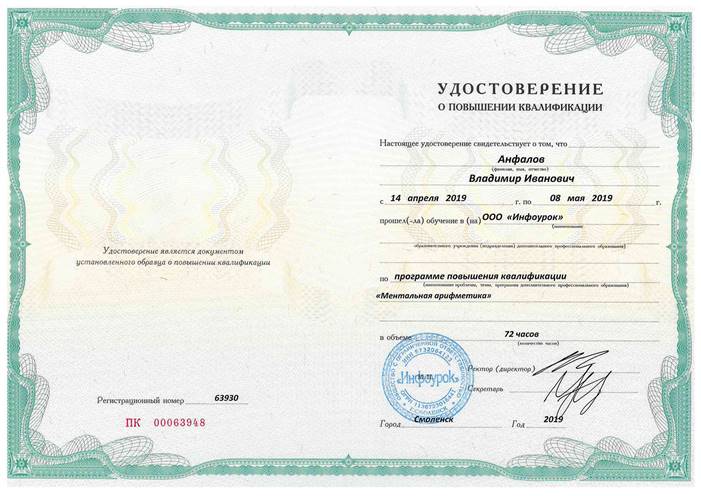 Удостоверение является документом
установленного образца о повышении квалификации
Регистрационный номер 63930
ПК 00063948
УДОСТОВЕРЕНИЕ
О ПОВЫШЕНИИ КВАЛИФИКАЦИИ
Настоящее удостоверение свидетельствует о том, что
Анфалов
(фамилия, имя, отчество)
Владимир Иванович
с 14 апреля 2019 г. по 08 мая 2019 г.
прошел(-ла) обучение в (на) ООО «Инфоурок»
(наименование)
образовательного учреждения (подразделения) дополнительного профессионального образования)
по программе повышения квалификации
(наименование проблемы, темы, программы дополнительного профессионального образования)
«Ментальная арифметика»
в объеме 72 часов
(количество часов)
«Инфоурок»
Ректор (директор)
Секретарь
Город Смоленск Год 2019